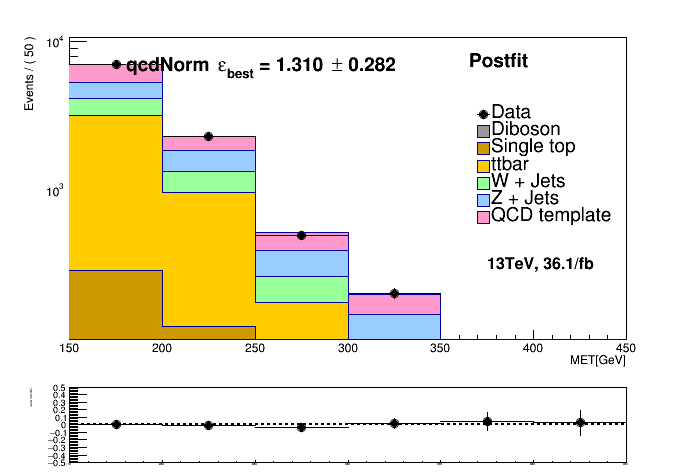 Events / ( 50 )
10⁴
10³
qcdNorm ε_best = 1.310 ± 0.282
Postfit
Data
Diboson
Single top
ttbar
W + Jets
Z + Jets
QCD template
13TeV, 36.1/fb
150 200 250 300 350 400 450
MET[GeV]
0.5
0.4
0.3
0.2
0.1
0
−0.1
−0.2
−0.3
−0.4
−0.5